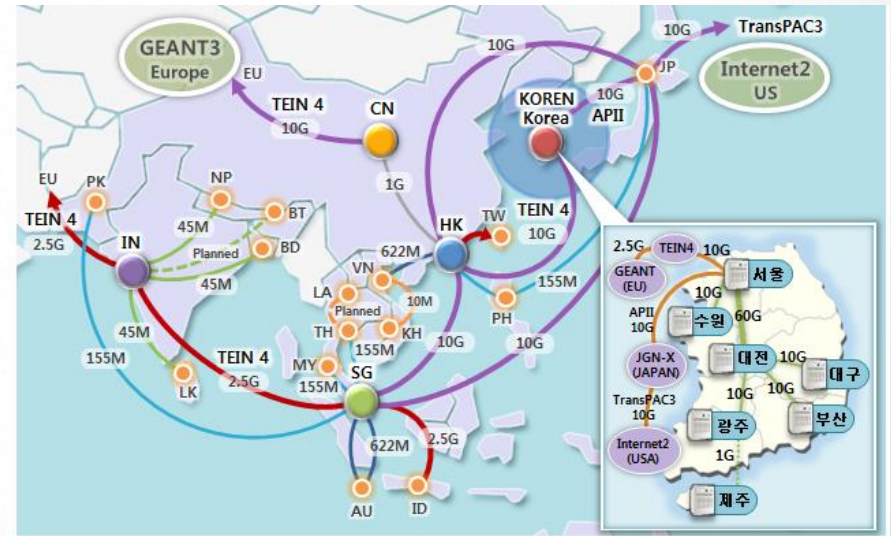 GEANT3
Europe
EU
TEIN 4
10G
CN
10G
10G
TransPAC3
JP
Internet2
US
KOREN
Korea
10G
APII
1G
EU
PK
NP
BT
BD
TEIN 4
2.5G
IN
45M
Planned
45M
45M
LK
155M
TEIN 4
2.5G
HK
TW
TEIN 4
10G
622M
VN
LA
Planned
10M
TH
KH
155M
MY
155M
SG
10G
PH
155M
10G
622M
2.5G
AU
ID
2.5G
TEIN4
10G
GEANT
(EU)
서울
APII
10G
10G
수원
60G
JGN-X
(JAPAN)
대전
10G
대구
TransPAC3
10G
10G
10G
광주
부산
Internet2
(USA)
1G
제주